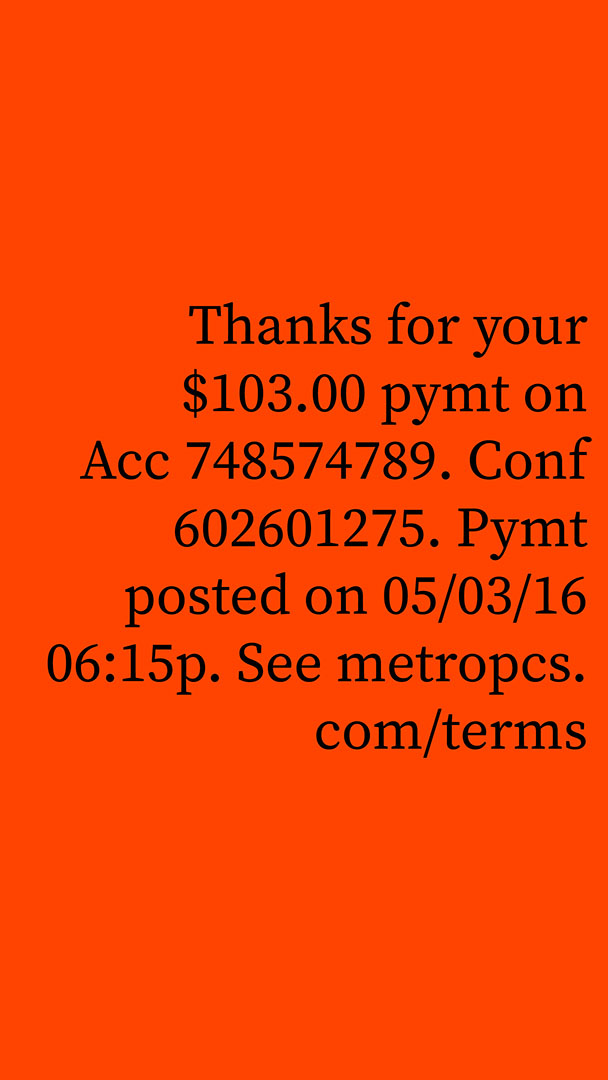 Thanks for your
$103.00 pymt on
Acc 748574789. Conf
602601275. Pymt
posted on 05/03/16
06:15p. See metropcs.
com/terms